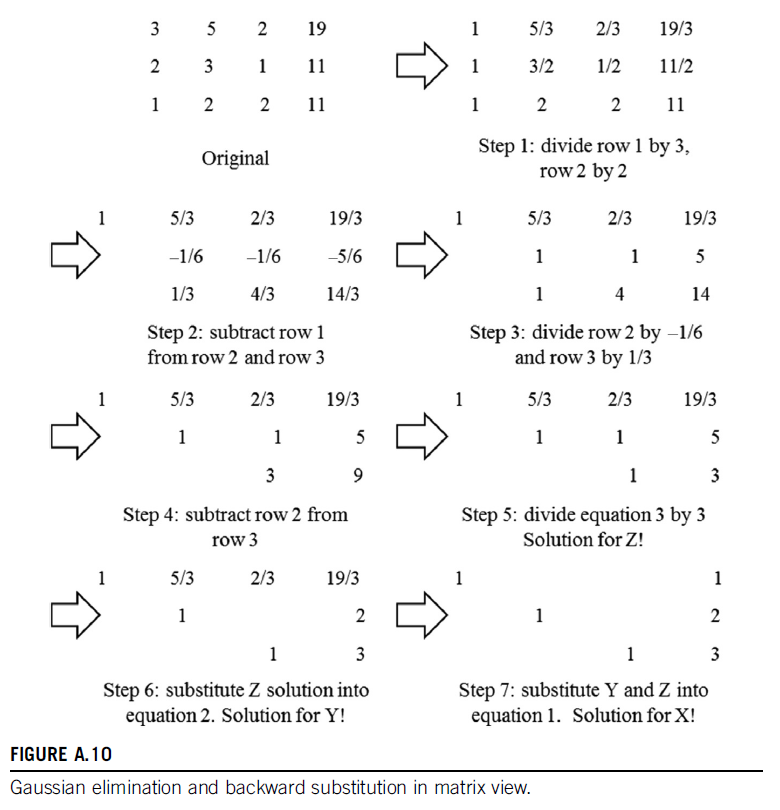 3 5 2 19
2 3 1 11
1 2 2 11
Original
1 5/3 2/3 19/3
1 3/2 1/2 11/2
1 2 2 11
Step 1: divide row 1 by 3,
row 2 by 2
1 5/3 2/3 19/3
–1/6 –1/6 –5/6
1/3 4/3 14/3
Step 2: subtract row 1
from row 2 and row 3
1 5/3 2/3 19/3
1 1 5
1 4 14
Step 3: divide row 2 by –1/6
and row 3 by 1/3
1 5/3 2/3 19/3
1 1 5
3 9
Step 4: subtract row 2 from
row 3
1 5/3 2/3 19/3
1 1 5
1 3
Step 5: divide equation 3 by 3
Solution for Z!
1 5/3 2/3 19/3
1 2
1 3
Step 6: substitute Z solution into
equation 2. Solution for Y!
1 1
1 2
1 3
Step 7: substitute Y and Z into
equation 1. Solution for X!
FIGURE A.10
Gaussian elimination and backward substitution in matrix view.